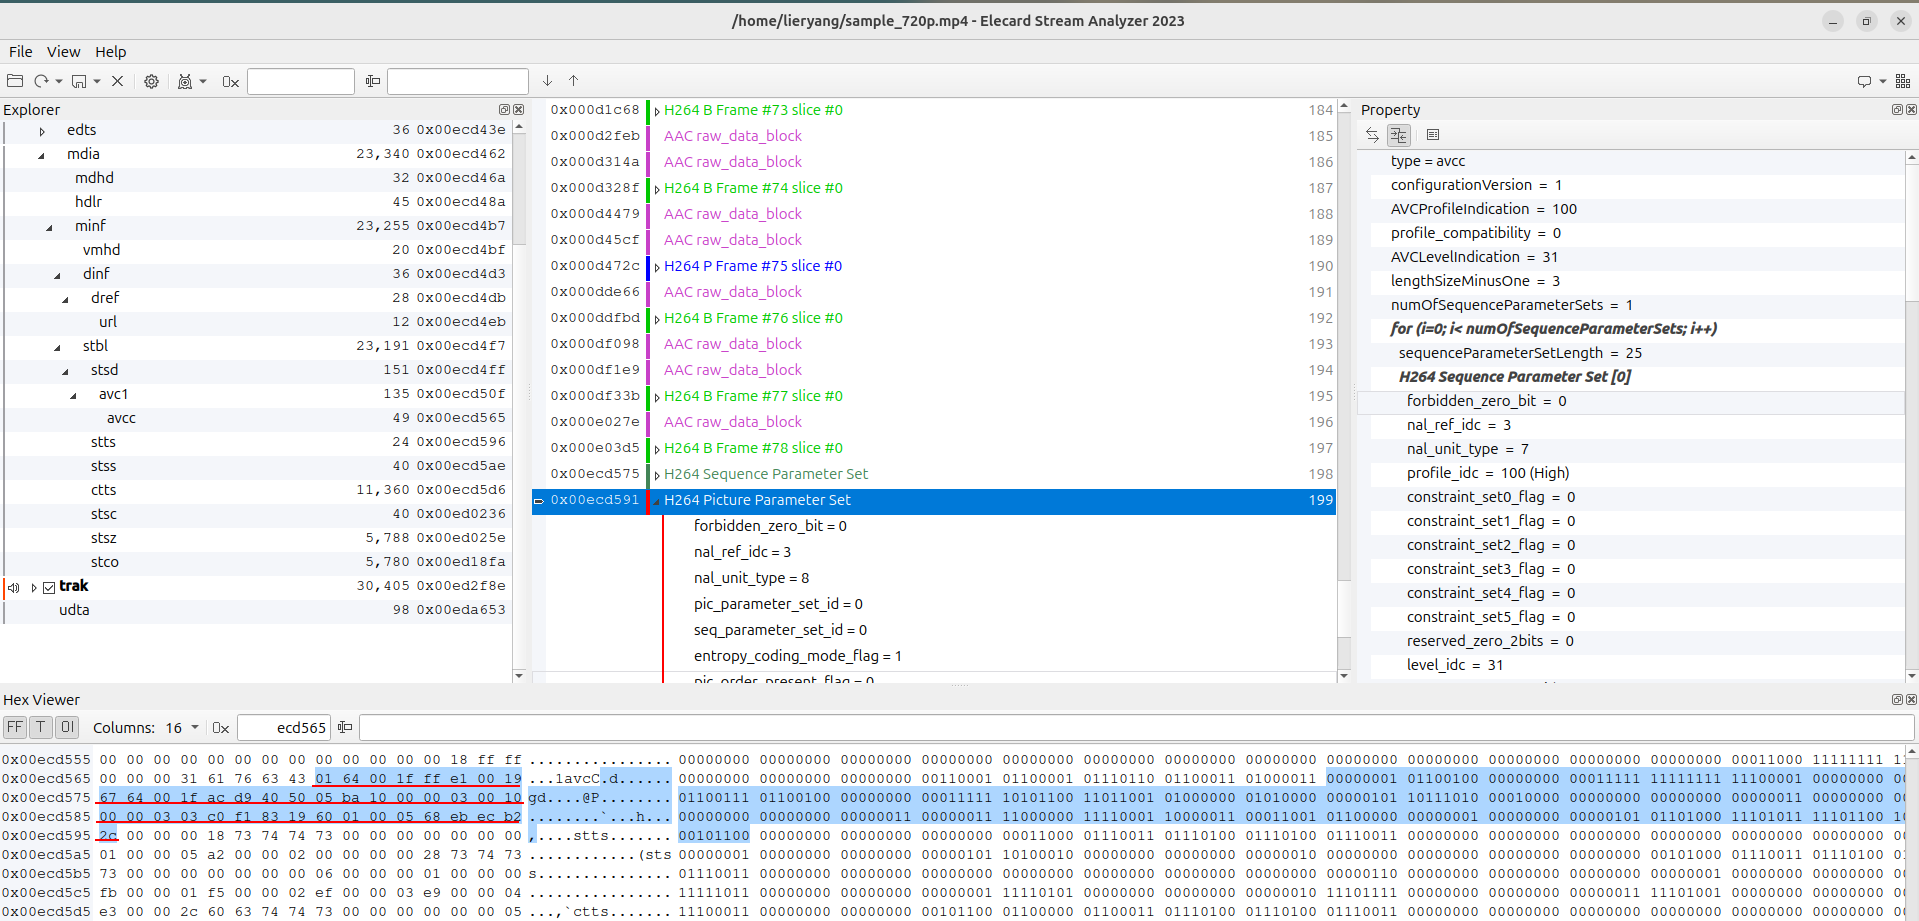 /home/lieryang/sample_720p.mp4 - Elecard Stream Analyzer 2023
File View Help
0x
Explorer
edts 36 0x00ecd43e
mdia 23,340 0x00ecd462
mdhd 32 0x00ecd46a
hdlr 45 0x00ecd48a
minf 23,255 0x00ecd4b7
vmhd 20 0x00ecd4bf
dinf 36 0x00ecd4d3
dref 28 0x00ecd4db
url 12 0x00ecd4eb
stbl 23,191 0x00ecd4f7
stsd 151 0x00ecd4ff
avc1 135 0x00ecd50f
avcc 49 0x00ecd565
stts 24 0x00ecd596
stss 40 0x00ecd5ae
ctts 11,360 0x00ecd5d6
stsc 40 0x00ed0236
stsz 5,788 0x00ed025e
stco 5,780 0x00ed18fa
trak 30,405 0x00ed2f8e
udta 98 0x00eda653
0x000d1c68 H264 B Frame #73 slice #0 184
0x000d2feb AAC raw_data_block 185
0x000d314a AAC raw_data_block 186
0x000d328f H264 B Frame #74 slice #0 187
0x000d4479 AAC raw_data_block 188
0x000d45cf AAC raw_data_block 189
0x000d472c H264 P Frame #75 slice #0 190
0x000dde66 AAC raw_data_block 191
0x000ddfbd H264 B Frame #76 slice #0 192
0x000df098 AAC raw_data_block 193
0x000df1e9 AAC raw_data_block 194
0x000df33b H264 B Frame #77 slice #0 195
0x000e027e AAC raw_data_block 196
0x000e03d5 H264 B Frame #78 slice #0 197
0x00ecd575 H264 Sequence Parameter Set 198
0x00ecd591 H264 Picture Parameter Set 199
forbidden_zero_bit = 0
nal_ref_idc = 3
nal_unit_type = 8
pic_parameter_set_id = 0
seq_parameter_set_id = 0
entropy_coding_mode_flag = 1
pic_order_present_flag = 0
Property
type = avcc
configurationVersion = 1
AVCProfileIndication = 100
profile_compatibility = 0
AVCLevelIndication = 31
lengthSizeMinusOne = 3
numOfSequenceParameterSets = 1
for (i=0; i< numOfSequenceParameterSets; i++)
sequenceParameterSetLength = 25
H264 Sequence Parameter Set [0]
forbidden_zero_bit = 0
nal_ref_idc = 3
nal_unit_type = 7
profile_idc = 100 (High)
constraint_set0_flag = 0
constraint_set1_flag = 0
constraint_set2_flag = 0
constraint_set3_flag = 0
constraint_set4_flag = 0
constraint_set5_flag = 0
reserved_zero_2bits = 0
level_idc = 31
Hex Viewer
FF T 0I Columns: 16 0x ecd565
0x00ecd555 00 00 00 00 00 00 00 00 00 00 00 00 00 18 ff ff ................ 00000000 00000000 00000000 00000000 00000000 00000000 00000000 00000000 00000000 00000000 00000000 00000000 00000000 00011000 11111111 1
0x00ecd565 00 00 00 31 61 76 63 43 01 64 00 1f ff e1 00 19 ...1avcC.d...... 00000000 00000000 00000000 00110001 01100001 01110110 01100011 01000011 00000001 01100100 00000000 00011111 11111111 11100001 00000000 0
0x00ecd575 67 64 00 1f ac d9 40 50 05 ba 10 00 00 03 00 10 gd....@P........ 01100111 01100100 00000000 00011111 10101100 11011001 01000000 01010000 00000101 10111010 00010000 00000000 00000000 00000011 00000000 0
0x00ecd585 00 00 03 03 c0 f1 83 19 60 01 00 05 68 eb ec b2 ........`...h... 00000000 00000000 00000011 00000011 11000000 11110001 10000011 00011001 01100000 00000001 00000000 00000101 01101000 11101011 11101100 1
0x00ecd595 2c 00 00 00 18 73 74 74 73 00 00 00 00 00 00 00 ,....stts....... 00101100 00000000 00000000 00000000 00011000 01110011 01110100 01110100 01110011 00000000 00000000 00000000 00000000 00000000 00000000 0
0x00ecd5a5 01 00 00 05 a2 00 00 02 00 00 00 00 28 73 74 73 ............(sts 00000001 00000000 00000000 00000101 10100010 00000000 00000000 00000010 00000000 00000000 00000000 00000000 00101000 01110011 01110100 0
0x00ecd5b5 73 00 00 00 00 00 00 06 00 00 00 01 00 00 00 s............... 01110011 00000000 00000000 00000000 00000000 00000000 00000000 00000110 00000000 00000000 00000000 00000001 00000000 00000000 00000000 0
0x00ecd5c5 fb 00 00 01 f5 00 00 02 ef 00 00 03 e9 00 00 04 ................ 11111011 00000000 00000000 00000001 11110101 00000000 00000000 00000010 11101111 00000000 00000000 00000011 11101001 00000000 00000000 0
0x00ecd5d5 e3 00 00 2c 60 63 74 74 73 00 00 00 00 00 00 05 ...,`ctts....... 11100011 00000000 00000000 00101100 01100000 01100011 01110100 01110100 01110011 00000000 00000000 00000000 00000000 00000000 00000000 0